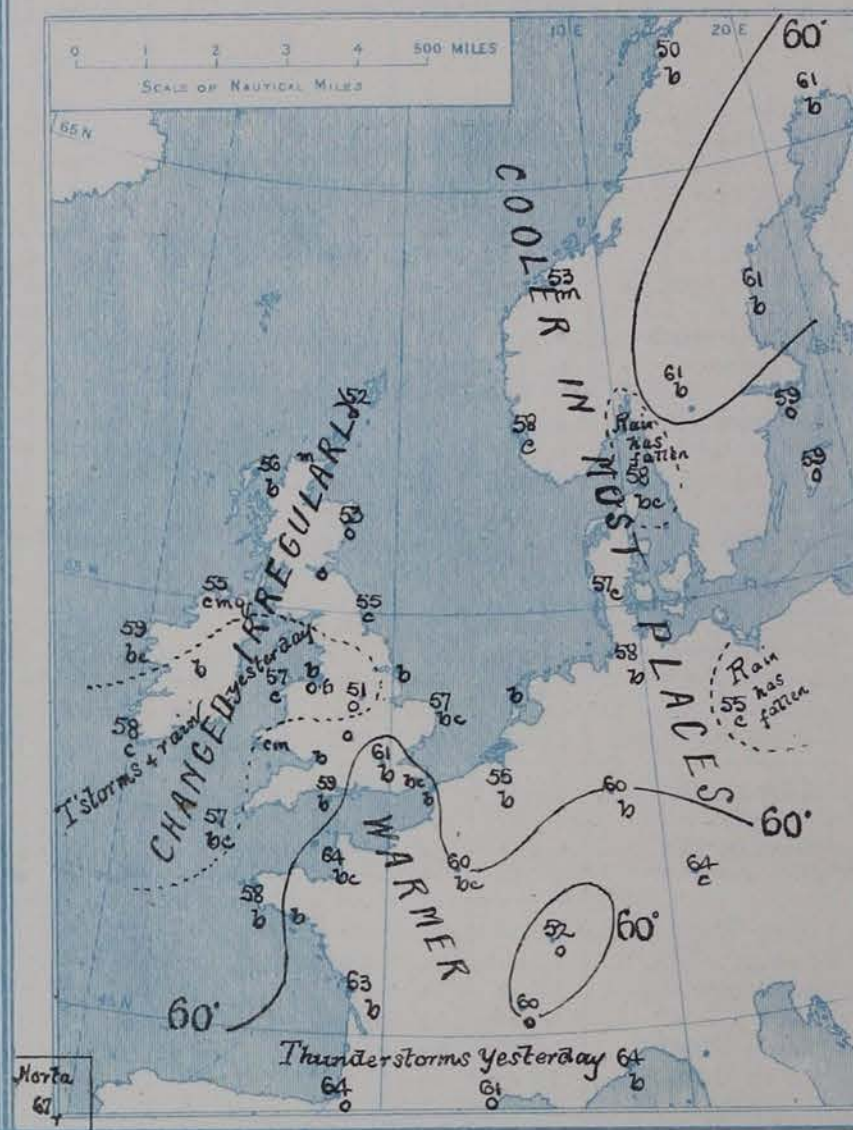 0 1 2 3 4 500 MILES
SCALE OF NAUTICAL MILES
10 E
20 E
60°
50
b
61
b
65 N
COOLER IN MOST PLACES
53
m
61
b
61
b
52
58
c
Rain
has
fallen
58
bc
59
o
59
o
56
b
m
53
o
CHANGED IRREGULARLY
o
55
55
c
57
c
59
bc
T'storms + rain yesterday
b
57
c
b
b
51
o
b
57
bc
b
58
b
Rain
has
fallen
55
c
58
c
cm
o
b
61
b
bc
b
59
b
55
b
60
b
60°
57
bc
WARMER
64
bc
60
bc
64
c
58
b
b
52
o
60°
63
b
60
o
45 N
60°
Thunderstorms Yesterday
64
b
Horta
67
64
o
61
o